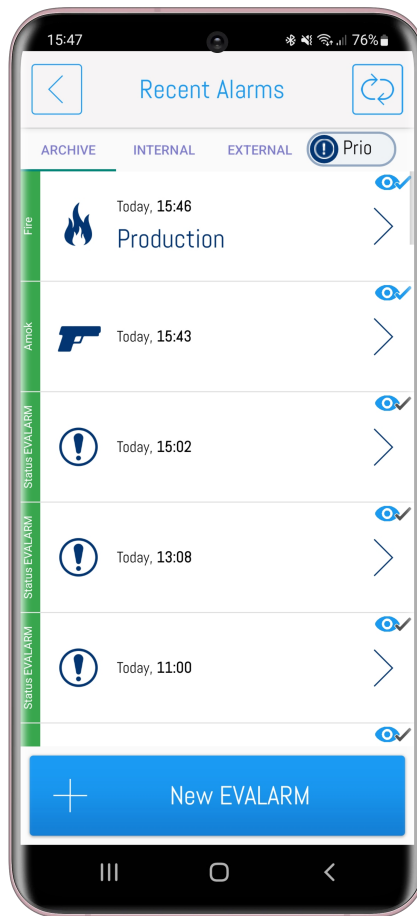 15:47
76%
Recent Alarms
ARCHIVE INTERNAL EXTERNAL Prio
Fire
Today, 15:46
Production
Amok
Today, 15:43
Status EVALARM
Today, 15:02
Status EVALARM
Today, 13:08
Status EVALARM
Today, 11:00
New EVALARM